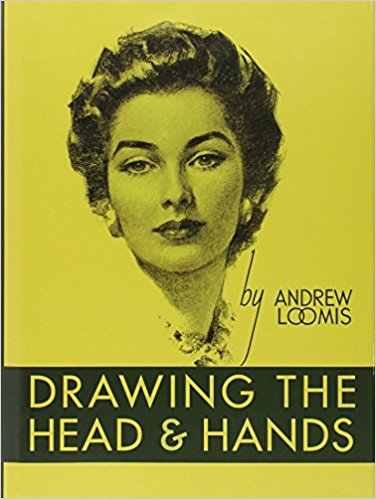 by ANDREW
LOOMIS
DRAWING THE
HEAD & HANDS